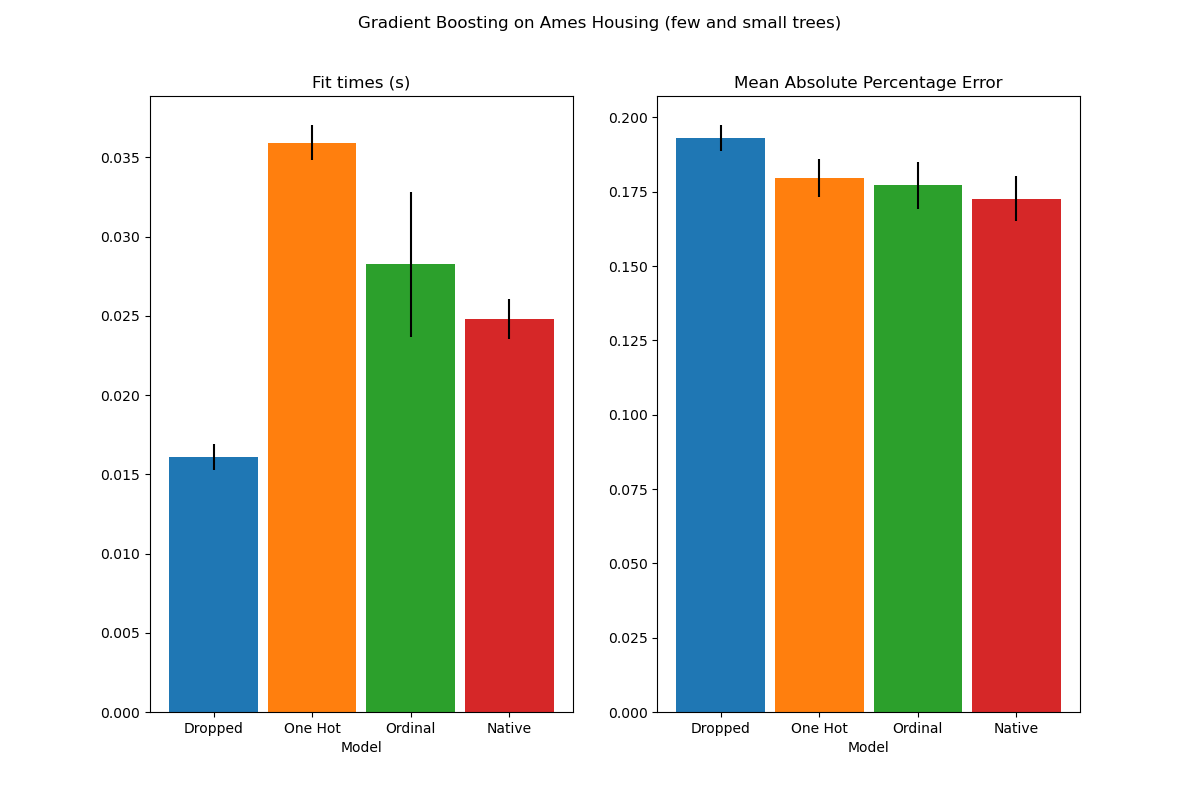 Gradient Boosting on Ames Housing (few and small trees)
Fit times (s)
0.035
0.030
0.025
0.020
0.015
0.010
0.005
0.000
Dropped One Hot Ordinal Native
Model
Mean Absolute Percentage Error
0.200
0.175
0.150
0.125
0.100
0.075
0.050
0.025
0.000
Dropped One Hot Ordinal Native
Model